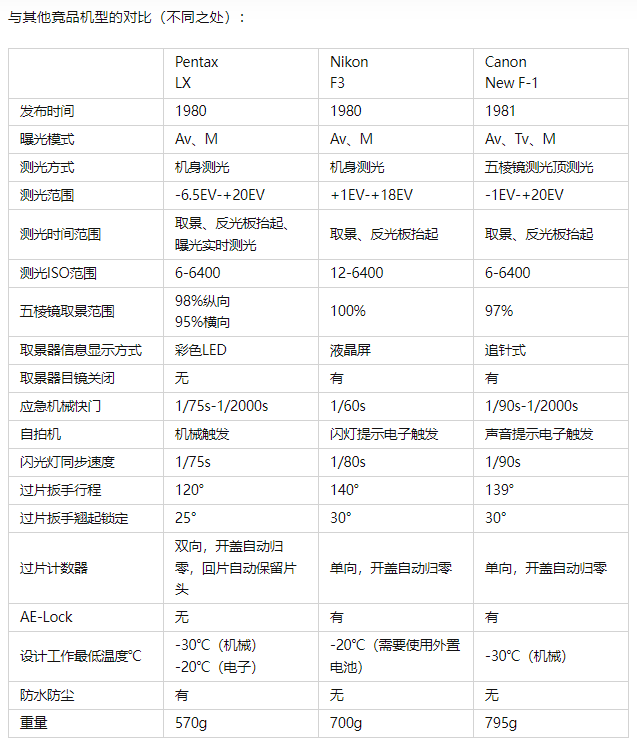 与其他竞品机型的对比（不同之处）：
Pentax LX	Nikon F3	Canon New F-1
发布时间	1980	1980	1981
曝光模式	Av、M	Av、M	Av、Tv、M
测光方式	机身测光	机身测光	五棱镜测光顶测光
测光范围	-6.5EV-+20EV	+1EV-+18EV	-1EV-+20EV
测光时间范围	取景、反光板抬起、曝光实时测光	取景、反光板抬起	取景、反光板抬起
测光ISO范围	6-6400	12-6400	6-6400
五棱镜取景范围	98%纵向 95%横向	100%	97%
取景器信息显示方式	彩色LED	液晶屏	追针式
取景器目镜关闭	无	有	有
应急机械快门	1/75s-1/2000s	1/60s	1/90s-1/2000s
自拍机	机械触发	闪灯提示电子触发	声音提示电子触发
闪光灯同步速度	1/75s	1/80s	1/90s
过片扳手行程	120°	140°	139°
过片扳手翘起锁定	25°	30°	30°
过片计数器	双向，开盖自动归零，回片自动保留片头	单向，开盖自动归零	单向，开盖自动归零
AE-Lock	无	有	有
设计工作最低温度℃	-30℃（机械） -20℃（电子）	-20℃（需要使用外置电池）	-30℃（机械）
防水防尘	有	无	无
重量	570g	700g	795g